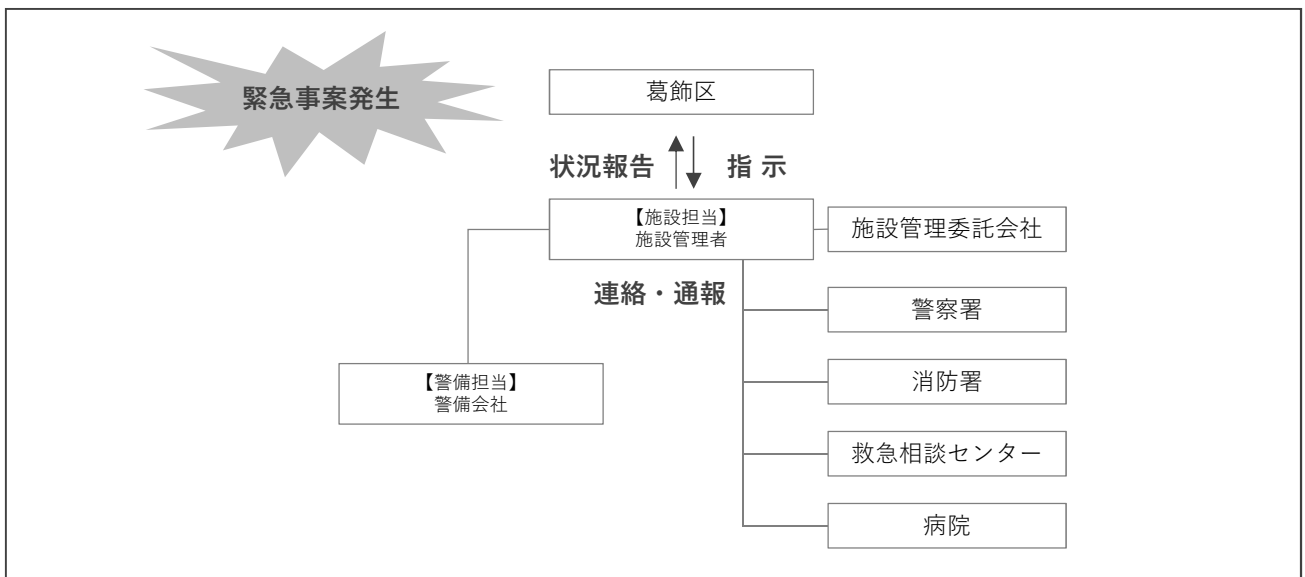 緊急事案発生
葛飾区
状況報告
指 示
【施設担当】
施設管理者
施設管理委託会社
連絡・通報
警察署
【警備担当】
警備会社
消防署
救急相談センター
病院